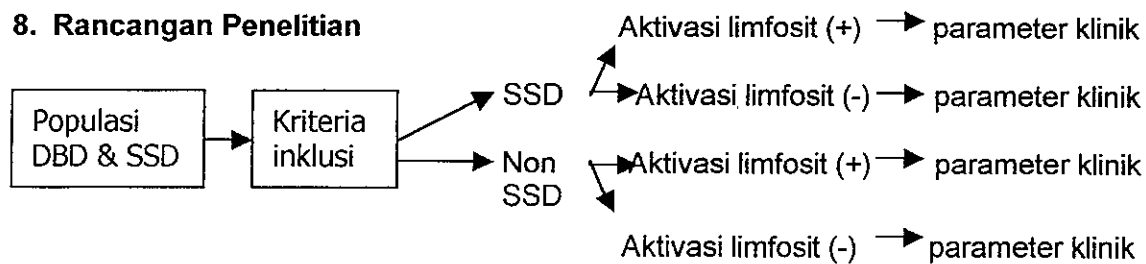 8. Rancangan Penelitian
Populasi
DBD & SSD
Kriteria
inklusi
SSD
Non
SSD
Aktivasi limfosit (+)
parameter klinik
Aktivasi limfosit (-)
parameter klinik
Aktivasi limfosit (+)
parameter klinik
Aktivasi limfosit (-)
parameter klinik